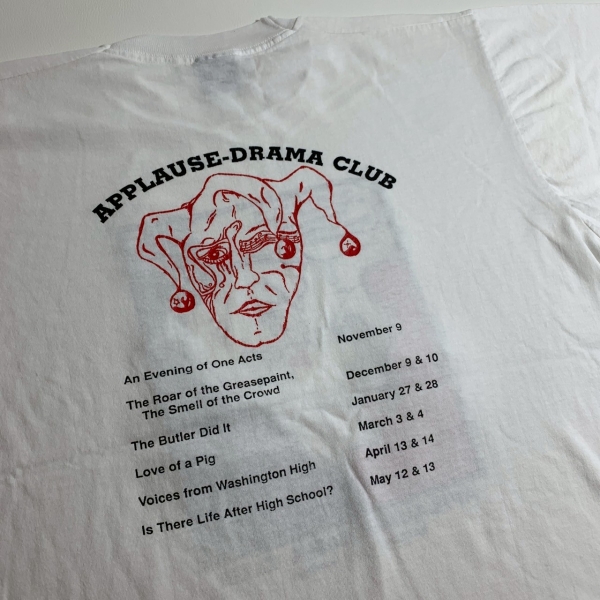 APPLAUSE-DRAMA CLUB
An Evening of One Acts November 9
The Roar of the Greasepaint,
The Smell of the Crowd December 9 & 10
The Butler Did It January 27 & 28
Love of a Pig March 3 & 4
Voices from Washington High April 13 & 14
Is There Life After High School? May 12 & 13